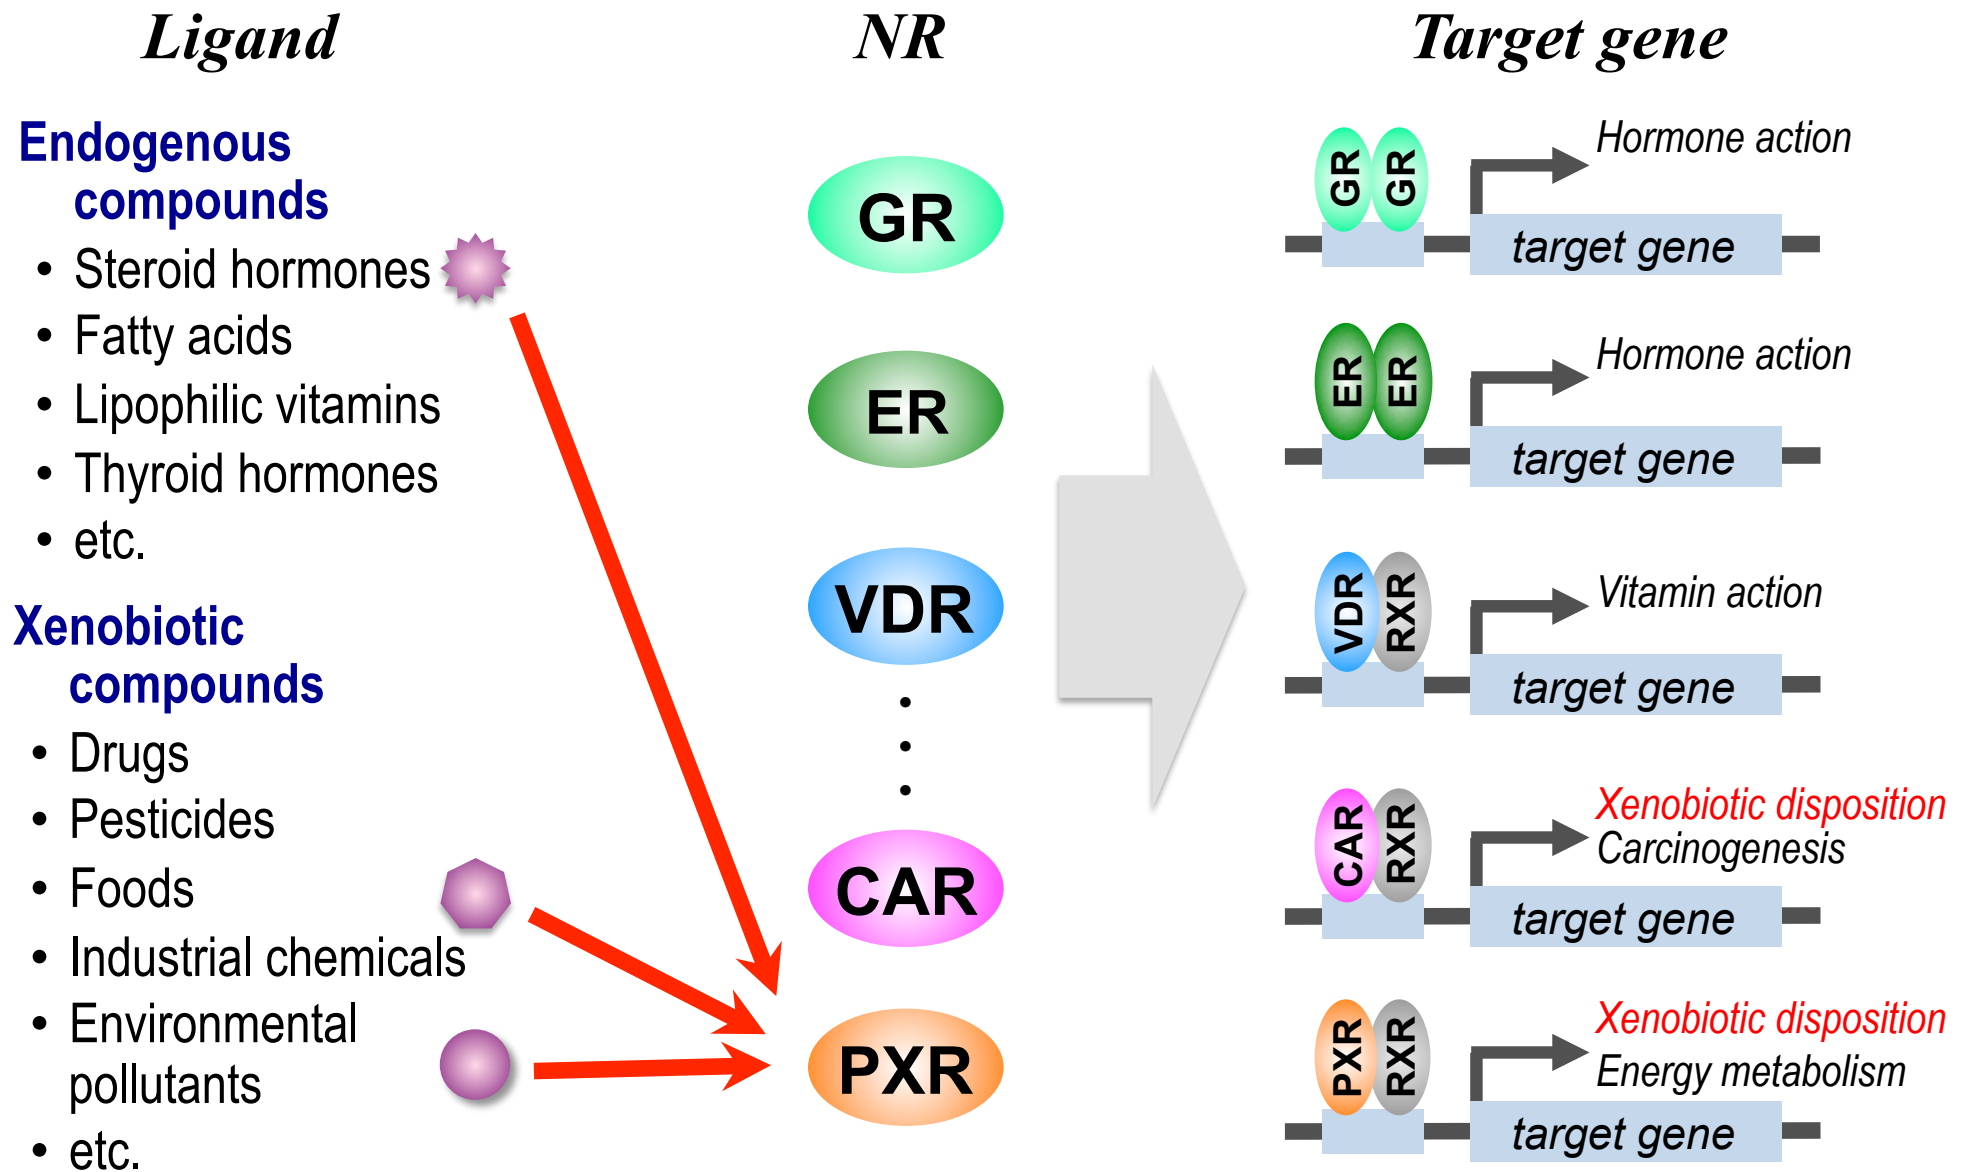 Ligand
NR
Target gene
Endogenous
compounds
• Steroid hormones
• Fatty acids
• Lipophilic vitamins
• Thyroid hormones
• etc.
Xenobiotic
compounds
• Drugs
• Pesticides
• Foods
• Industrial chemicals
• Environmental
pollutants
• etc.
GR
ER
VDR
CAR
PXR
GR GR
Hormone action
target gene
ER ER
Hormone action
target gene
VDR RXR
Vitamin action
target gene
CAR RXR
Xenobiotic disposition
Carcinogenesis
target gene
PXR RXR
Xenobiotic disposition
Energy metabolism
target gene